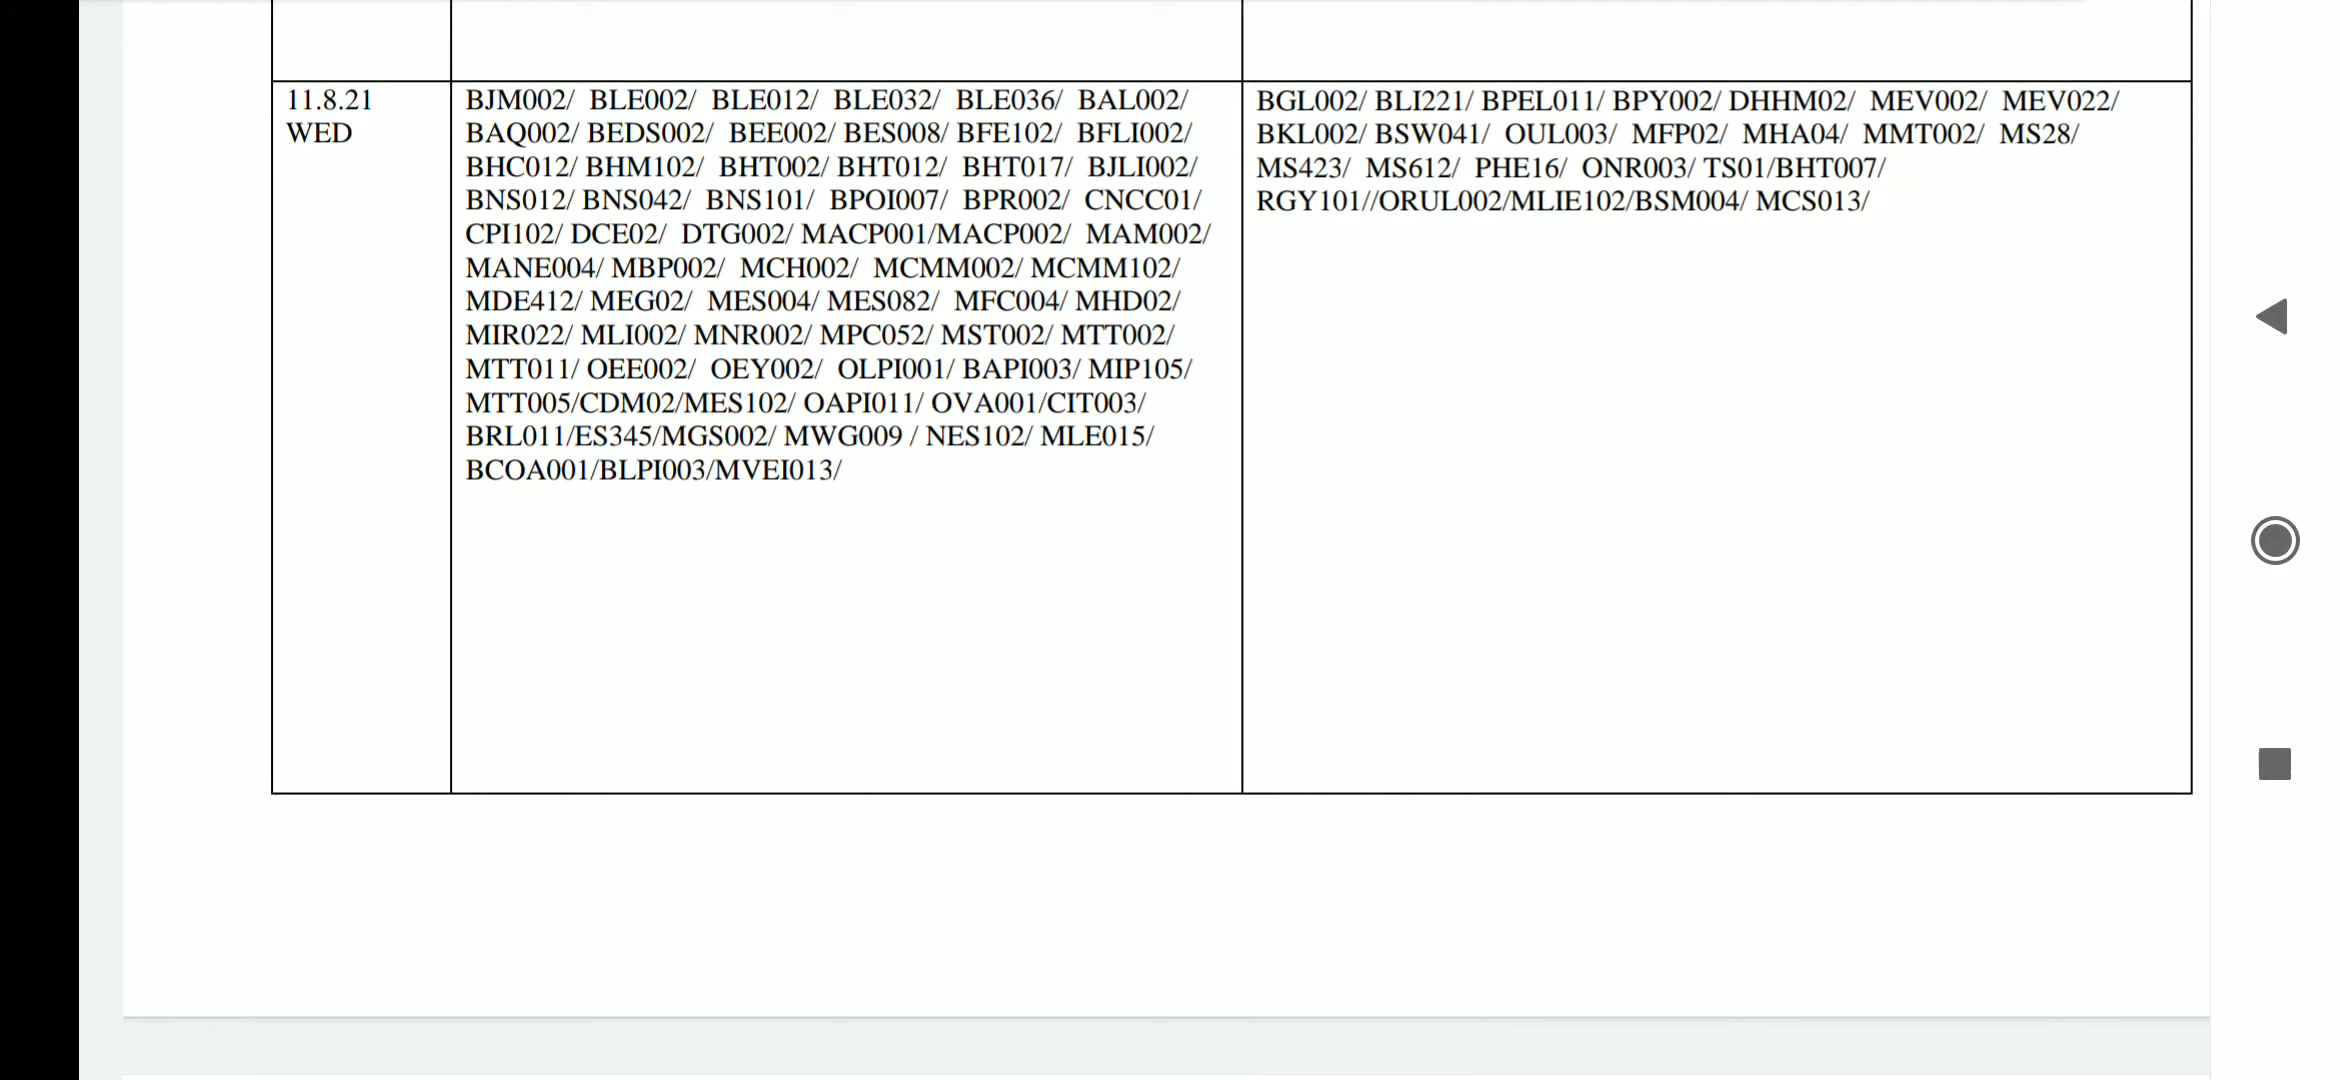 11.8.21
WED
BJM002/ BLE002/ BLE012/ BLE032/ BLE036/ BAL002/
BAQ002/ BEDS002/ BEE002/ BES008/ BFE102/ BFLI002/
BHC012/ BHM102/ BHT002/ BHT012/ BHT017/ BJLI002/
BNS012/ BNS042/ BNS101/ BPOI007/ BPR002/ CNCC01/
CPI102/ DCE02/ DTG002/ MACP001/MACP002/ MAM002/
MANE004/ MBP002/ MCH002/ MCMM002/ MCMM102/
MDE412/ MEG02/ MES004/ MES082/ MFC004/ MHD02/
MIR022/ MLI002/ MNR002/ MPC052/ MST002/ MTT002/
MTT011/ OEE002/ OEY002/ OLPI001/ BAPI003/ MIP105/
MTT005/CDM02/MES102/ OAPI011/ OVA001/CIT003/
BRL011/ES345/MGS002/ MWG009 / NES102/ MLE015/
BCOA001/BLPI003/MVEI013/
BGL002/ BLI221/ BPEL011/ BPY002/ DHHM02/ MEV002/ MEV022/
BKL002/ BSW041/ OUL003/ MFP02/ MHA04/ MMT002/ MS28/
MS423/ MS612/ PHE16/ ONR003/ TS01/BHT007/
RGY101//ORUL002/MLIE102/BSM004/ MCS013/